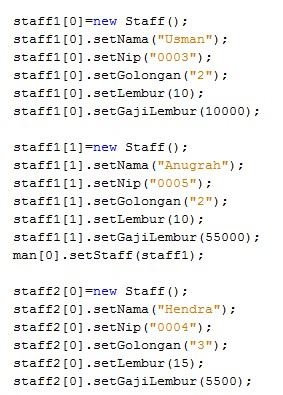 staff1[0]=new Staff();
staff1[0].setNama("Usman");
staff1[0].setNip("0003");
staff1[0].setGolongan("2");
staff1[0].setLembur(10);
staff1[0].setGajiLembur(10000);
staff1[1]=new Staff();
staff1[1].setNama("Anugrah");
staff1[1].setNip("0005");
staff1[1].setGolongan("2");
staff1[1].setLembur(10);
staff1[1].setGajiLembur(55000);
man[0].setStaff(staff1);
staff2[0]=new Staff();
staff2[0].setNama("Hendra");
staff2[0].setNip("0004");
staff2[0].setGolongan("3");
staff2[0].setLembur(15);
staff2[0].setGajiLembur(5500);